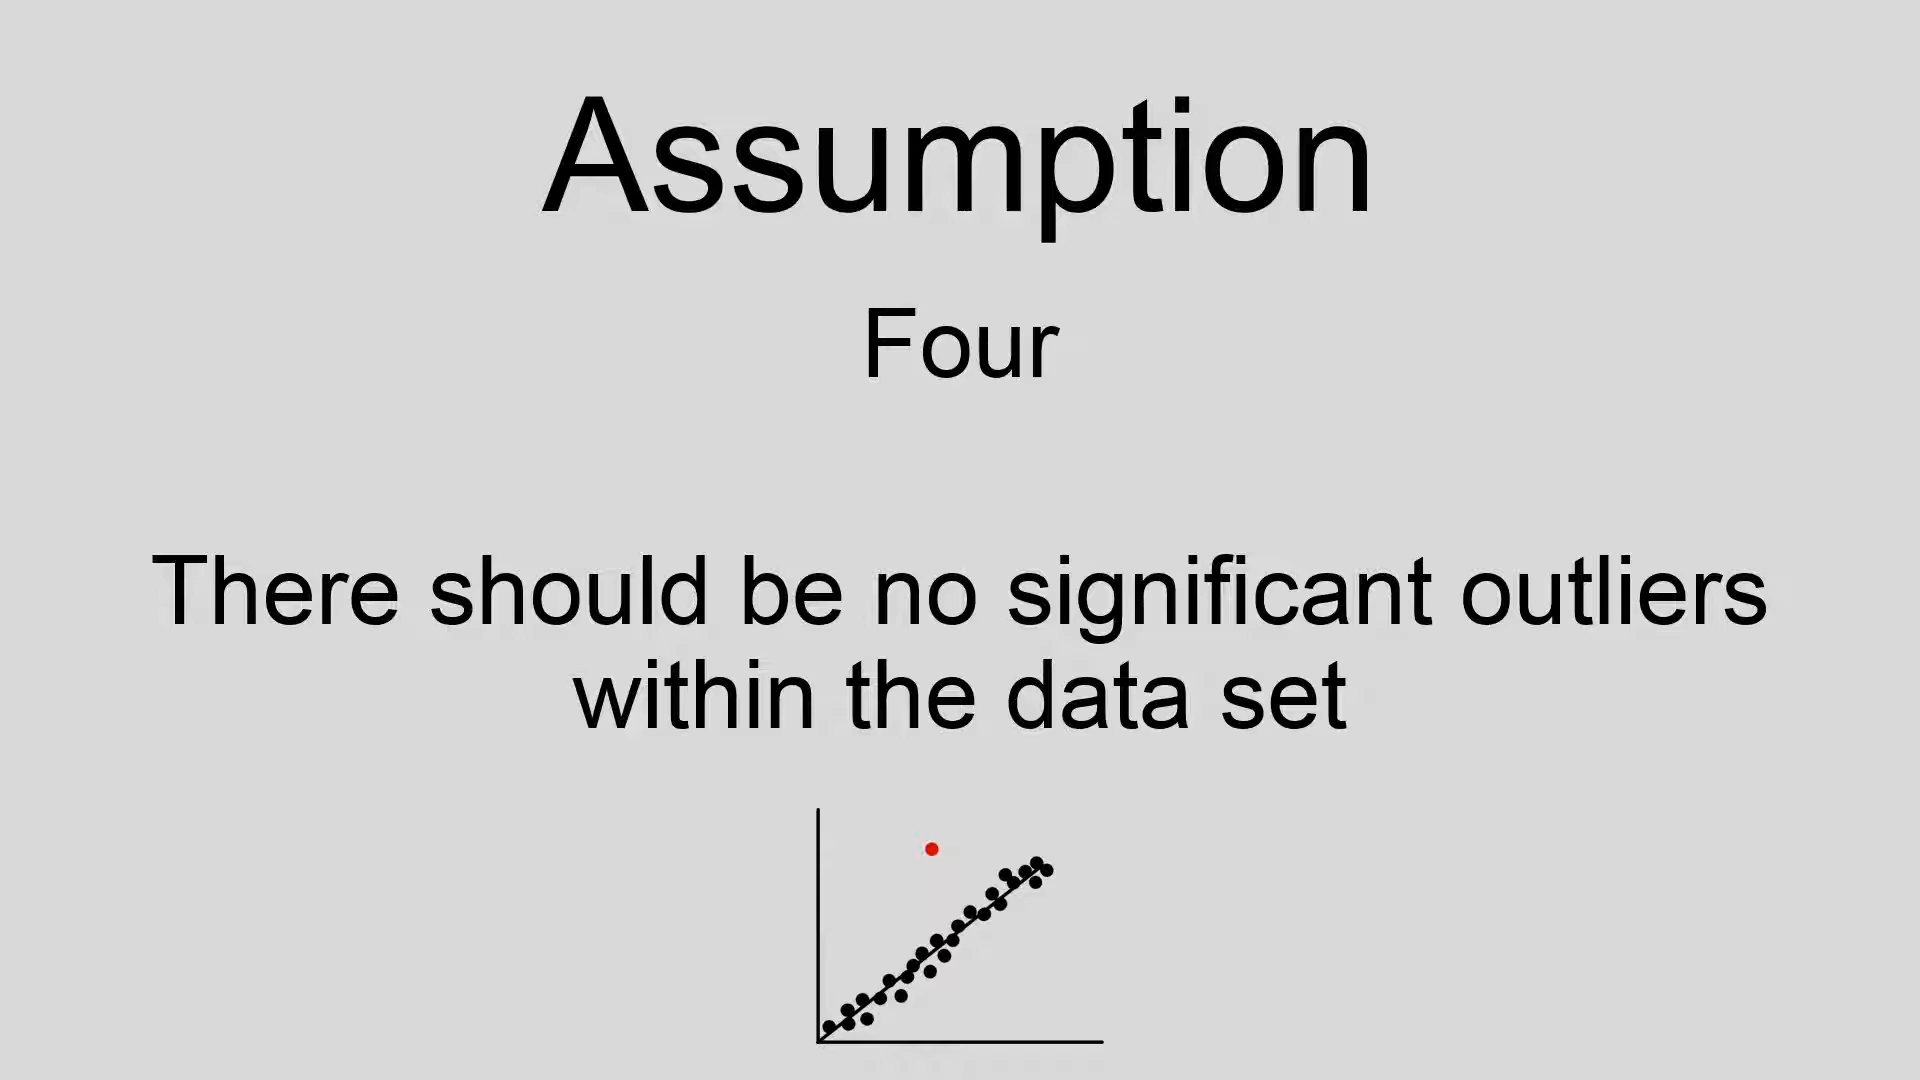 Assumption
Four
There should be no significant outliers
within the data set